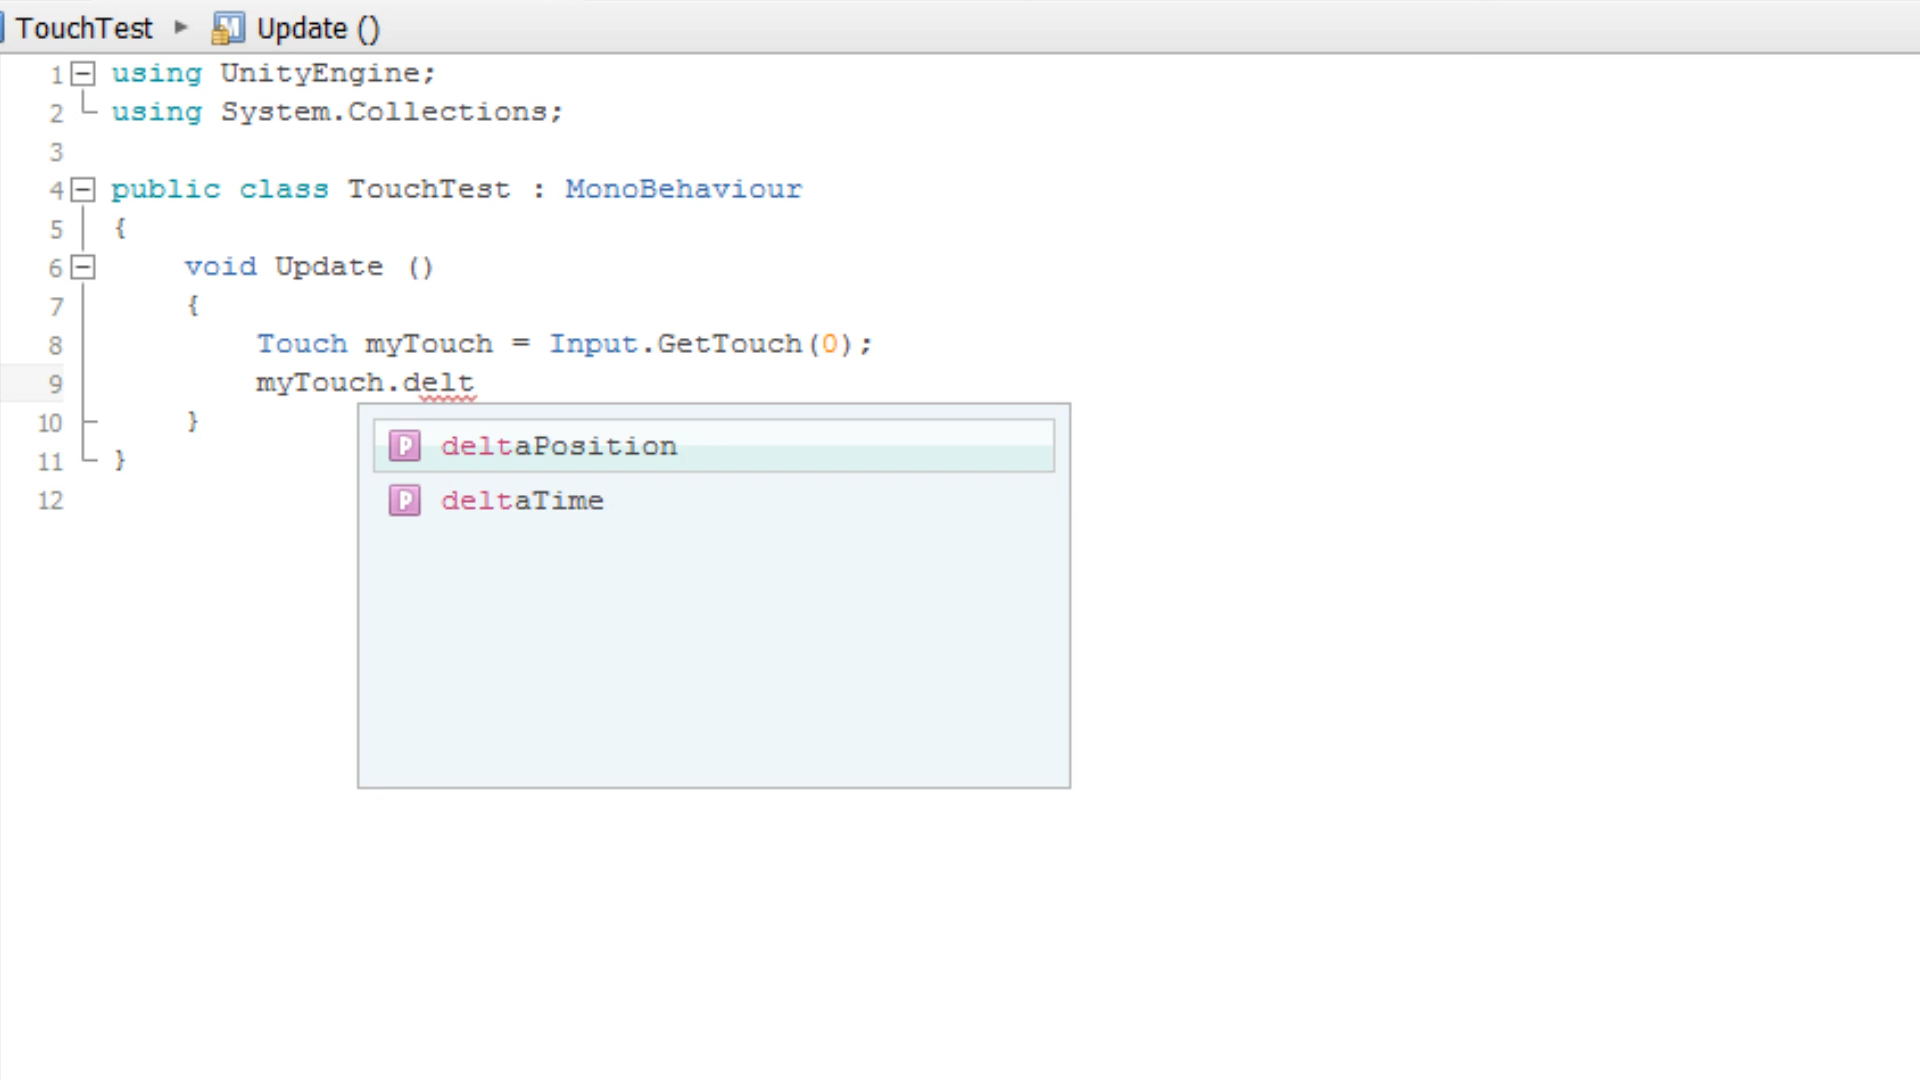 TouchTest ▶ Update ()
1 using UnityEngine;
2 using System.Collections;
3
4 public class TouchTest : MonoBehaviour
5 {
6 void Update ()
7 {
8 Touch myTouch = Input.GetTouch(0);
9 myTouch.delt
10 }
P deltaPosition
11 }
P deltaTime
12